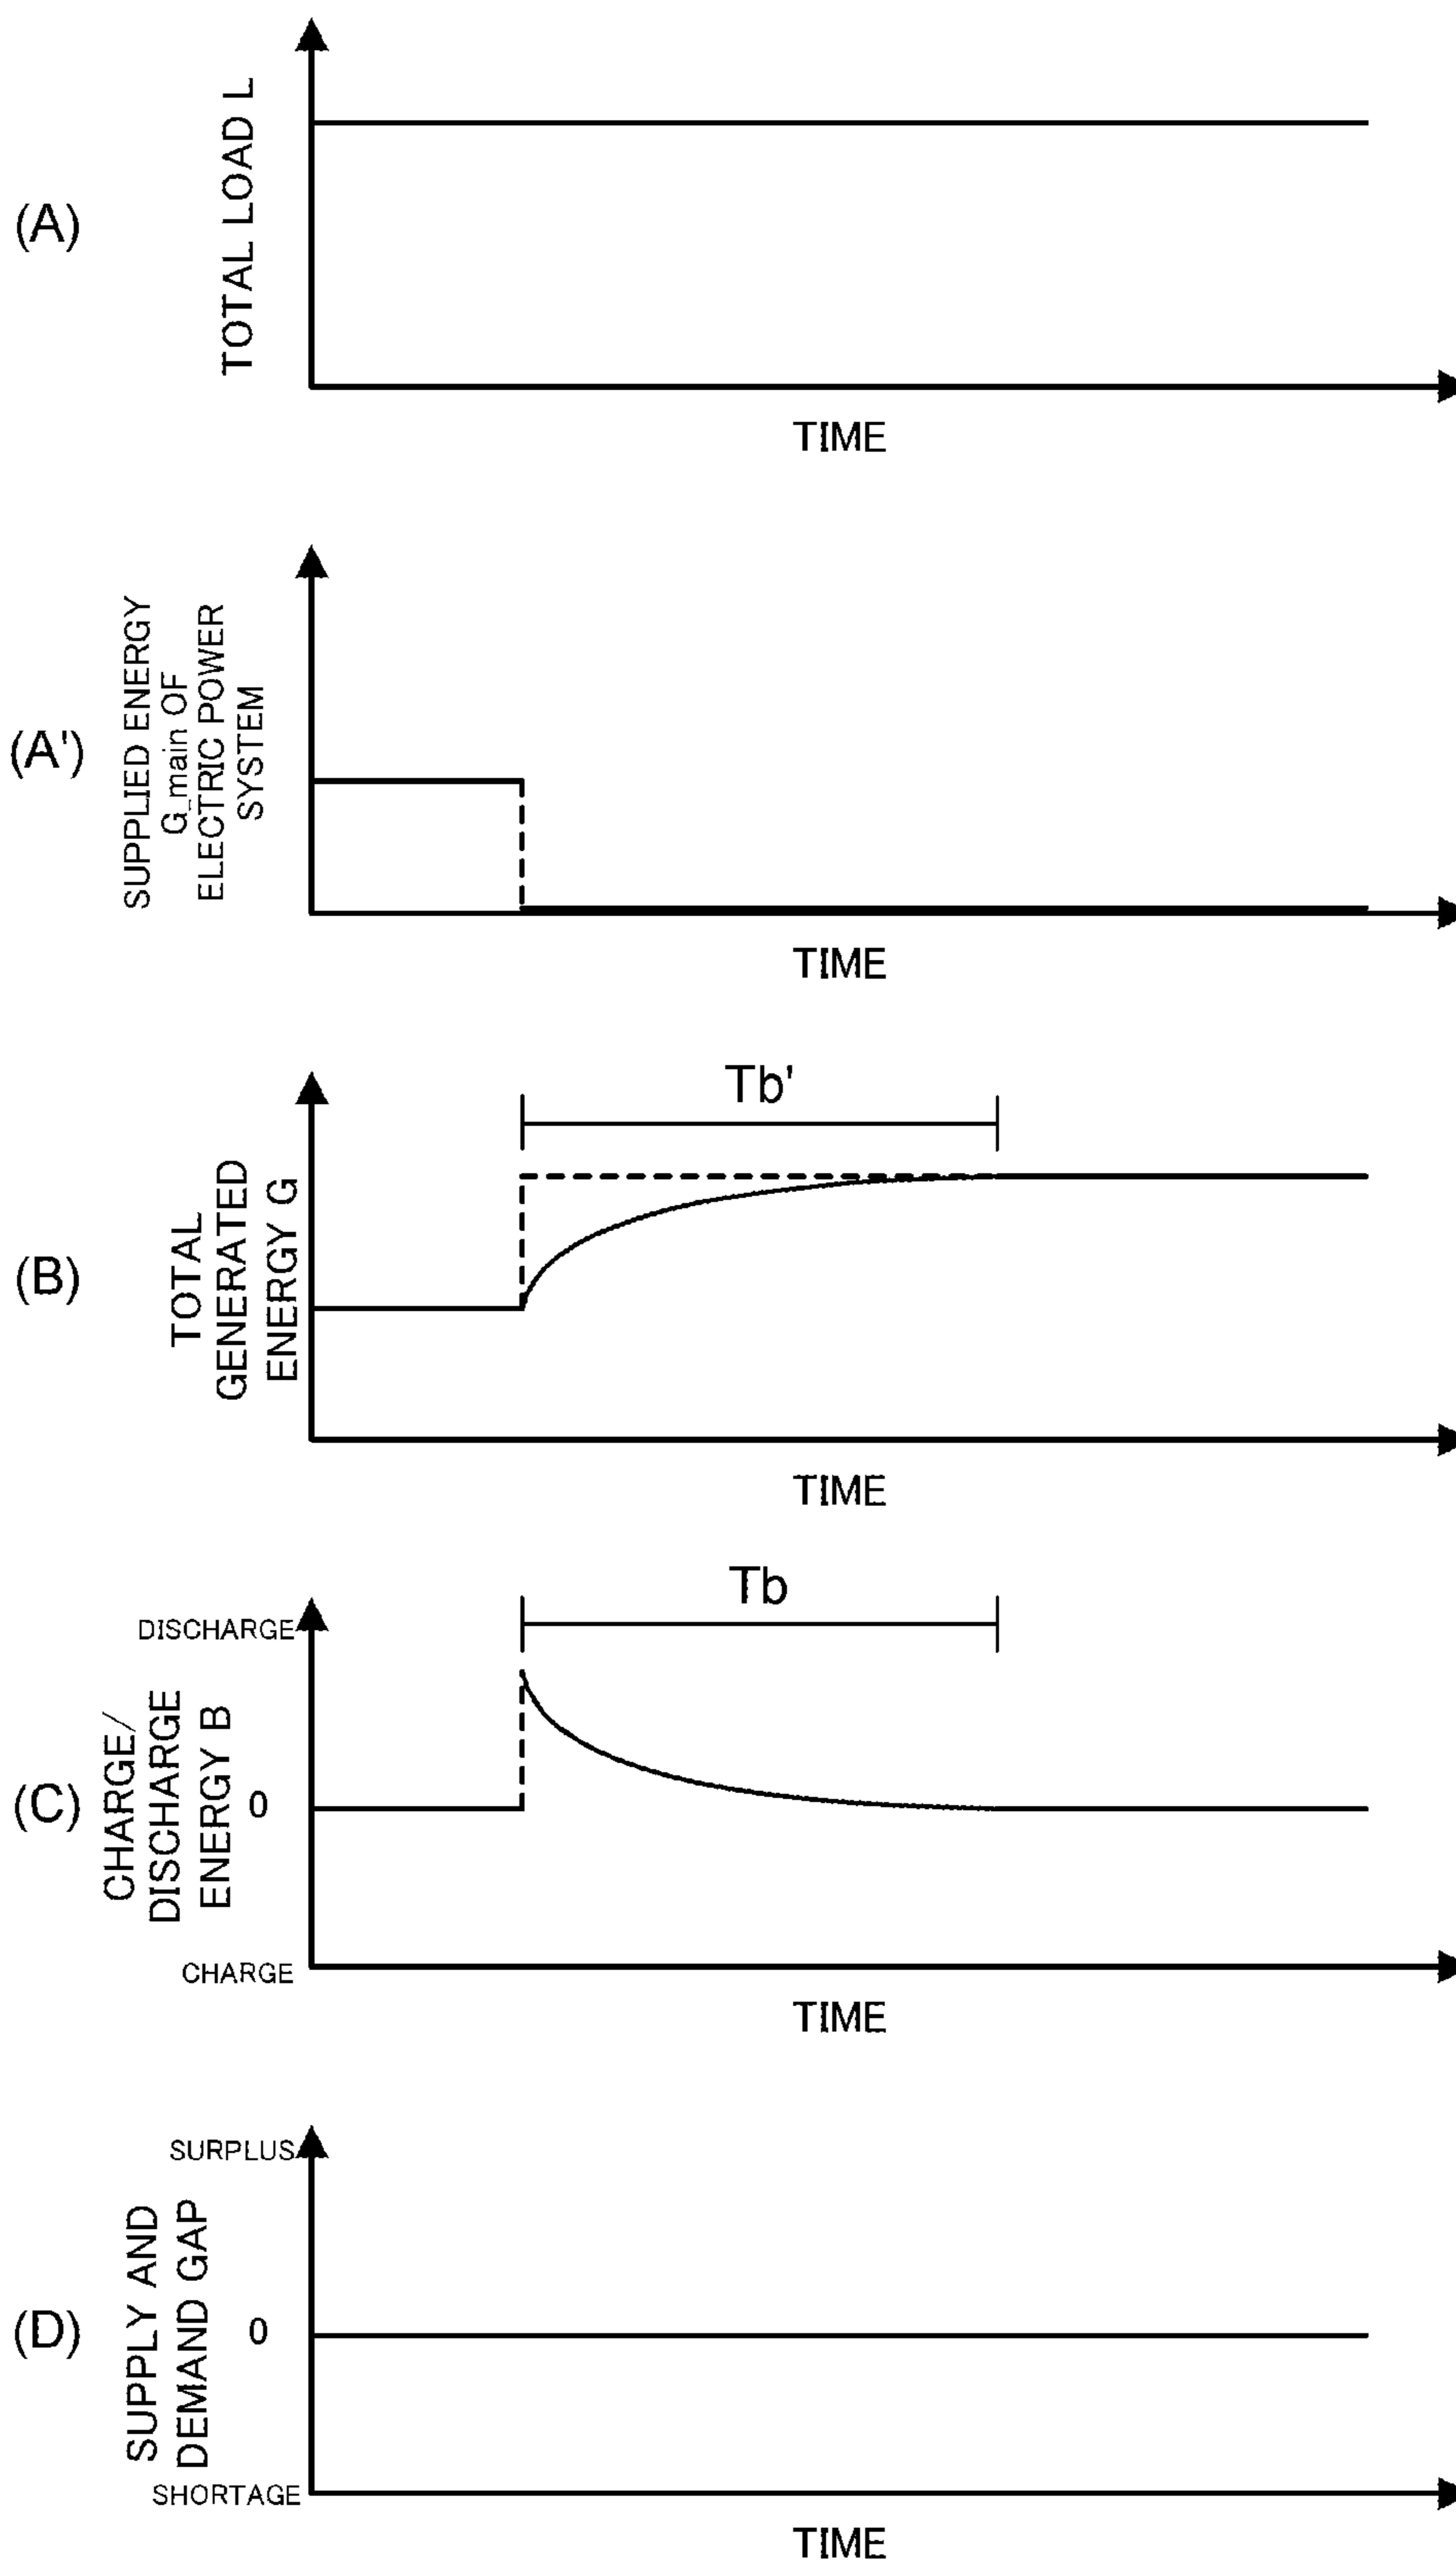 (A)
TOTAL LOAD L
TIME
(A')
SUPPLIED ENERGY
G_main OF
ELECTRIC POWER
SYSTEM
TIME
(B)
TOTAL
GENERATED
ENERGY G
Tb'
TIME
(C)
CHARGE/
DISCHARGE
ENERGY B
DISCHARGE
0
CHARGE
Tb
TIME
(D)
SUPPLY AND
DEMAND GAP
SURPLUS
0
SHORTAGE
TIME